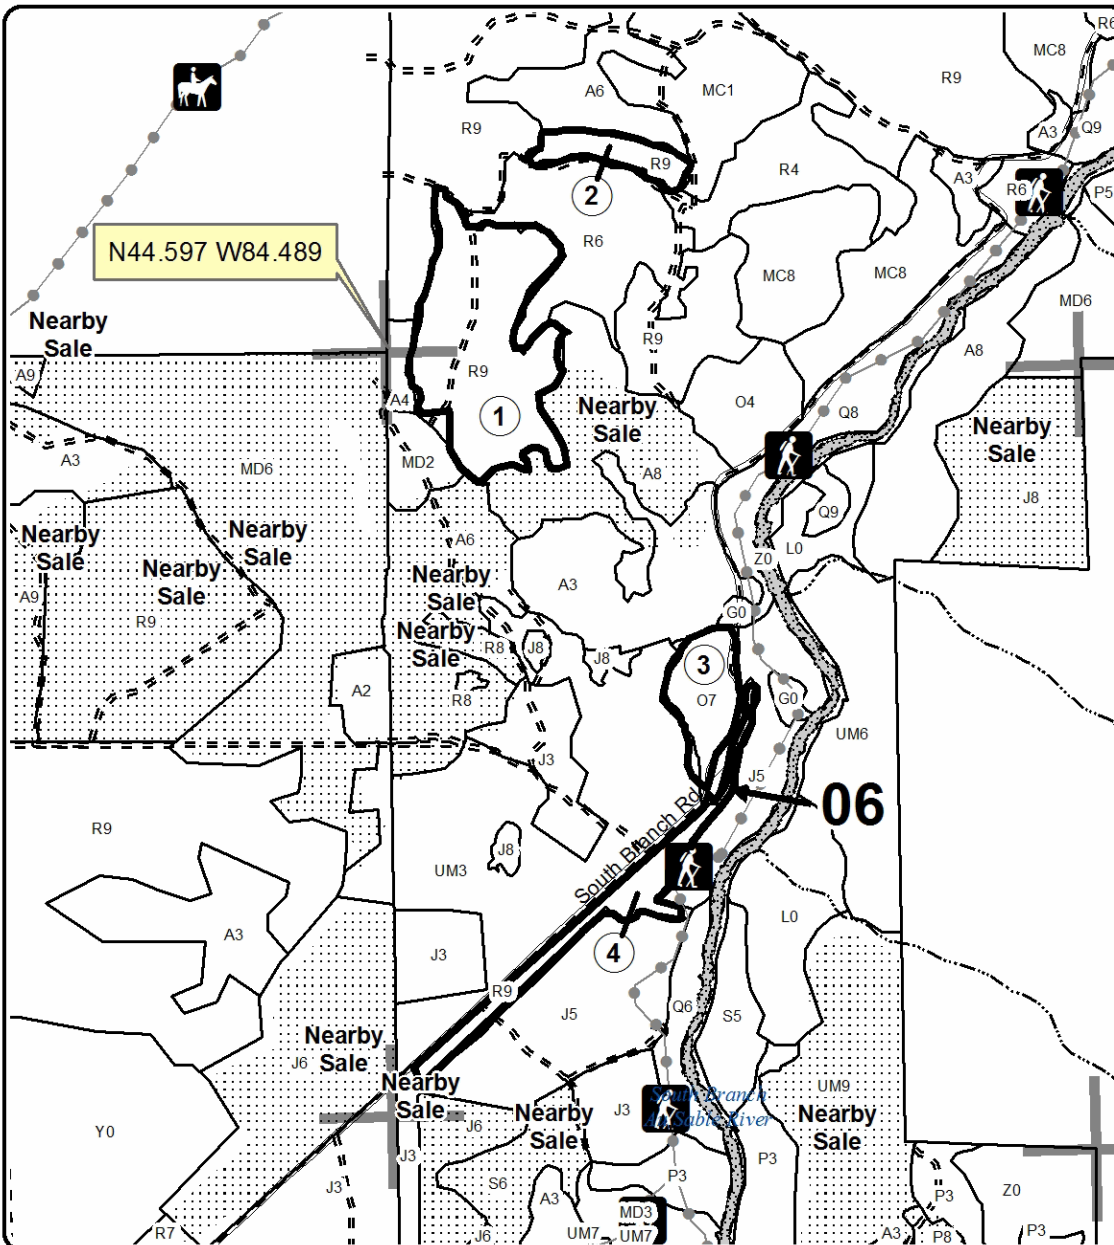 R6
MC8
R9
A6
MC1
R9
A3
Q9
R9
R4
A3
R6
P5
2
R6
N44.597 W84.489
MC8
MC8
MD6
Nearby
Sale
R9
A8
A9
R9
A4
O4
Q8
1
Nearby
Sale
Nearby
Sale
A3
MD6
MD2
A8
J8
Q9
Nearby
Sale
Nearby
Sale
A6
L0
Z0
Nearby
Sale
Nearby
Sale
A3
A9
R9
G0
Nearby
Sale
R8
J8
J8
3
A2
R8
O7
G0
UM6
J3
J5
06
R9
South Branch Rd
UM3
J8
A3
L0
J3
4
R9
J5
Q6
S5
Nearby
Sale
J6
Nearby
Sale
UM9
Nearby
Sale
South Branch
Au Sable River
Nearby
Sale
J3
Y0
J6
J3
P3
J3
S6
P3
A3
P3
Z0
MD3
R7
J6
UM7
UM7
A3
P8
P3